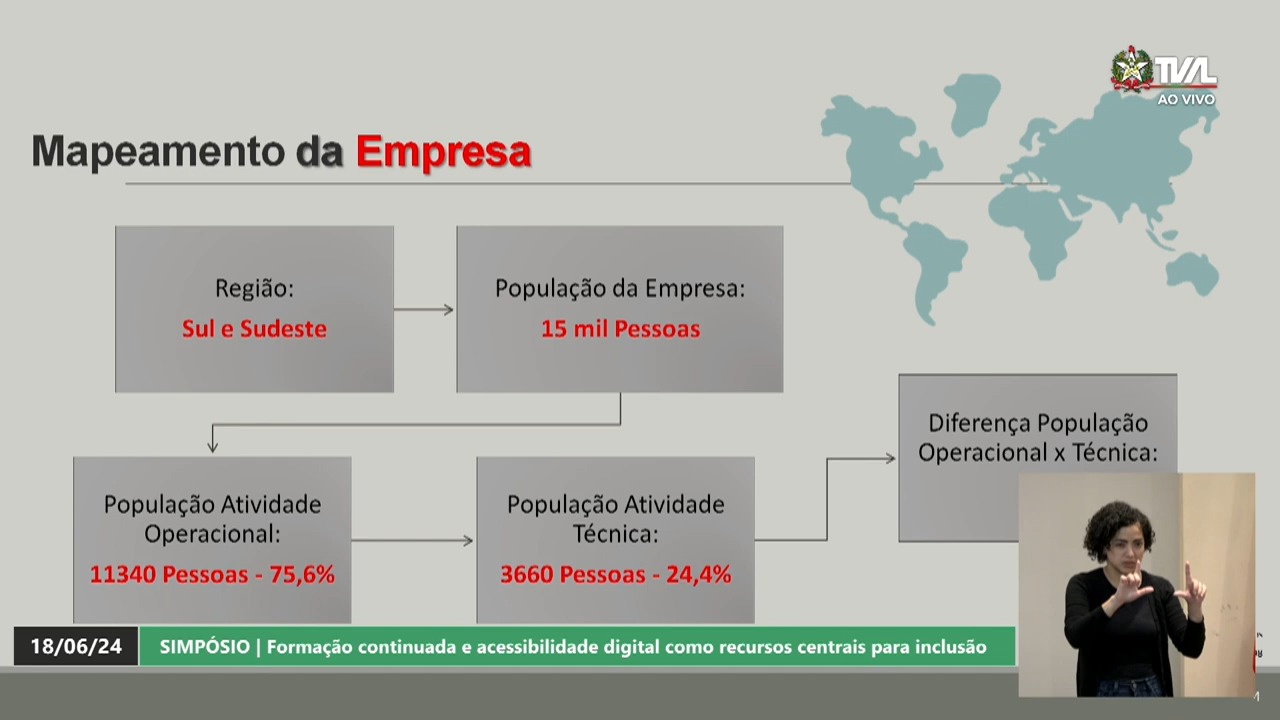 TVAL
AO VIVO
Mapeamento da Empresa
Região:
Sul e Sudeste
População da Empresa:
15 mil Pessoas
Diferença População
Operacional x Técnica:
População Atividade
Operacional:
11340 Pessoas - 75,6%
População Atividade
Técnica:
3660 Pessoas - 24,4%
18/06/24
SIMPÓSIO | Formação continuada e acessibilidade digital como recursos centrais para inclusão